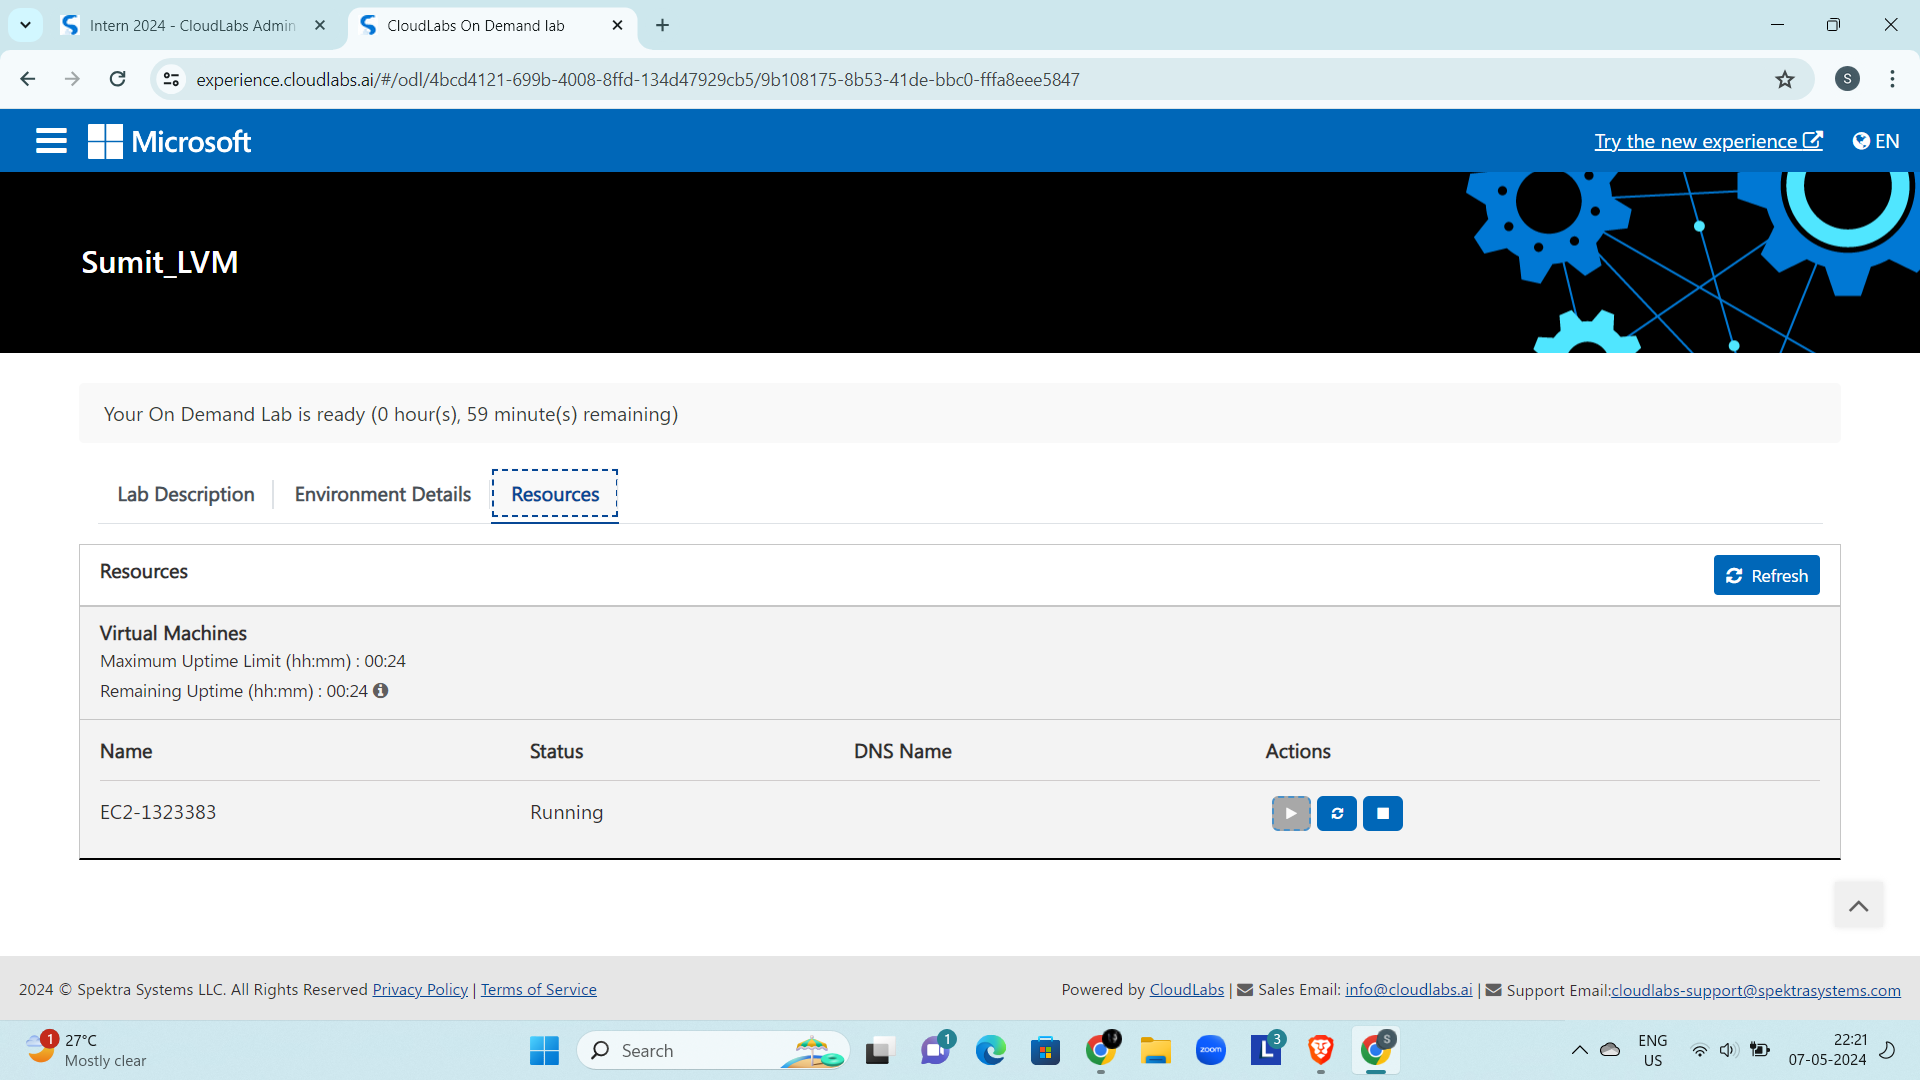 Intern 2024 - CloudLabs Admin
CloudLabs On Demand lab
experience.cloudlabs.ai/#/odl/4bcd4121-699b-4008-8ffd-134d47929cb5/9b108175-8b53-41de-bbc0-fffa8eee5847
S
Microsoft
Try the new experience
EN
Sumit_LVM
Your On Demand Lab is ready (0 hour(s), 59 minute(s) remaining)
Lab Description
Environment Details
Resources
Resources
Refresh
Virtual Machines
Maximum Uptime Limit (hh:mm) : 00:24
Remaining Uptime (hh:mm) : 00:24
Name Status DNS Name Actions
EC2-1323383 Running
2024 © Spektra Systems LLC. All Rights Reserved Privacy Policy | Terms of Service
Powered by CloudLabs | Sales Email: info@cloudlabs.ai | Support Email:cloudlabs-support@spektrasystems.com
1
27°C
Mostly clear
Search
1
zoom
L
3
S
ENG
US
22:21
07-05-2024